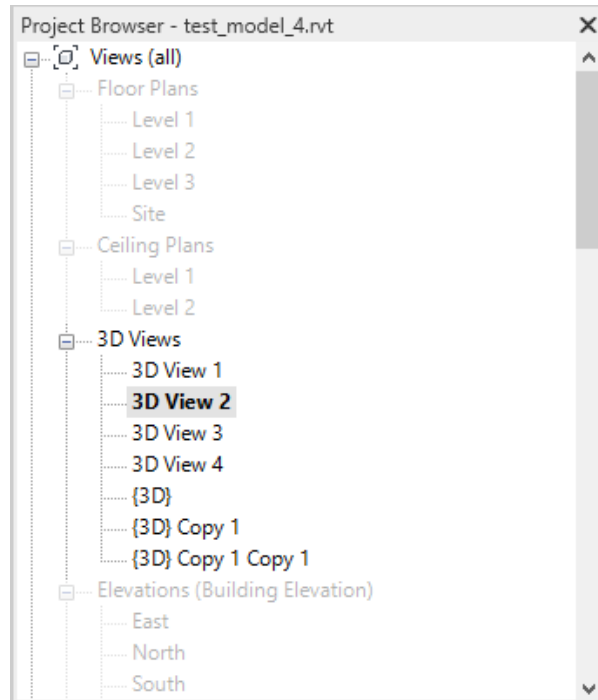 Project Browser - test_model_4.rvt
Views (all)
Floor Plans
Level 1
Level 2
Level 3
Site
Ceiling Plans
Level 1
Level 2
3D Views
3D View 1
3D View 2
3D View 3
3D View 4
{3D}
{3D} Copy 1
{3D} Copy 1 Copy 1
Elevations (Building Elevation)
East
North
South